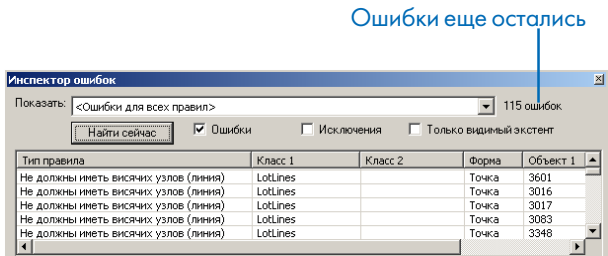 Ошибки еще остались
Инспектор ошибок
Показать: <Ошибки для всех правил> 115 ошибок
Найти сейчас Ошибки Исключения Только видимый экстент
Тип правила Класс 1 Класс 2 Форма Объект 1
Не должны иметь висячих узлов (линия) LotLines Точка 3601
Не должны иметь висячих узлов (линия) LotLines Точка 3016
Не должны иметь висячих узлов (линия) LotLines Точка 3017
Не должны иметь висячих узлов (линия) LotLines Точка 3083
Не должны иметь висячих узлов (линия) LotLines Точка 3348